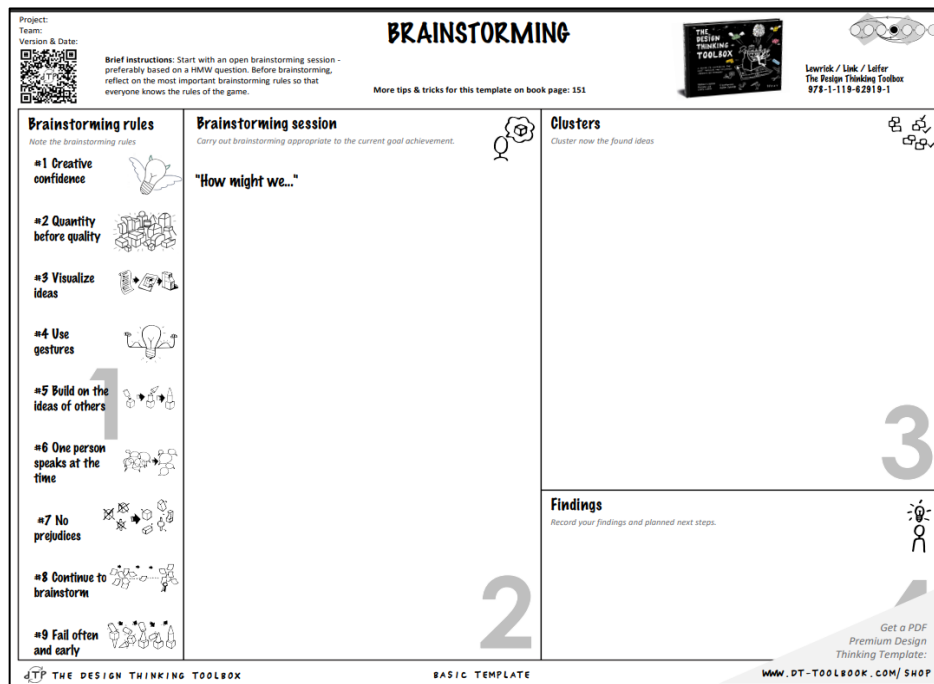 Project:
Team:
Version & Date:
dTP
Brief instructions: Start with an open brainstorming session -
preferably based on a HMW question. Before brainstorming,
reflect on the most important brainstorming rules so that
everyone knows the rules of the game.
BRAINSTORMING
More tips & tricks for this template on book page: 151
THE
DESIGN
THINKING
TOOLBOX
Lewrick / Link / Leifer
The Design Thinking Toolbox
978-1-119-62919-1
Brainstorming rules
Note the brainstorming rules
#1 Creative
confidence
#2 Quantity
before quality
#3 Visualize
ideas
#4 Use
gestures
#5 Build on the
ideas of others
#6 One person
speaks at the
time
#7 No
prejudices
#8 Continue to
brainstorm
#9 Fail often
and early
1
Brainstorming session
Carry out brainstorming appropriate to the current goal achievement.
"How might we..."
2
Clusters
Cluster now the found ideas
3
Findings
Record your findings and planned next steps.
4
Get a PDF
Premium Design
Thinking Template:
dTP THE DESIGN THINKING TOOLBOX
BASIC TEMPLATE
WWW.DT-TOOLBOOK.COM/SHOP